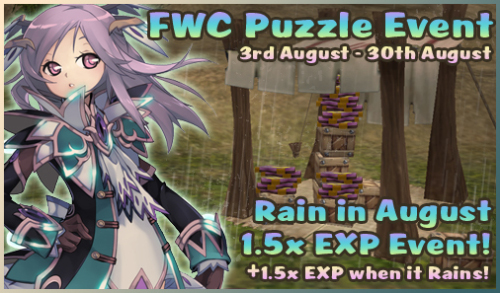 FWC Puzzle Event
3rd August - 30th August
Rain in August
1.5x EXP Event!
+1.5x EXP when it Rains!